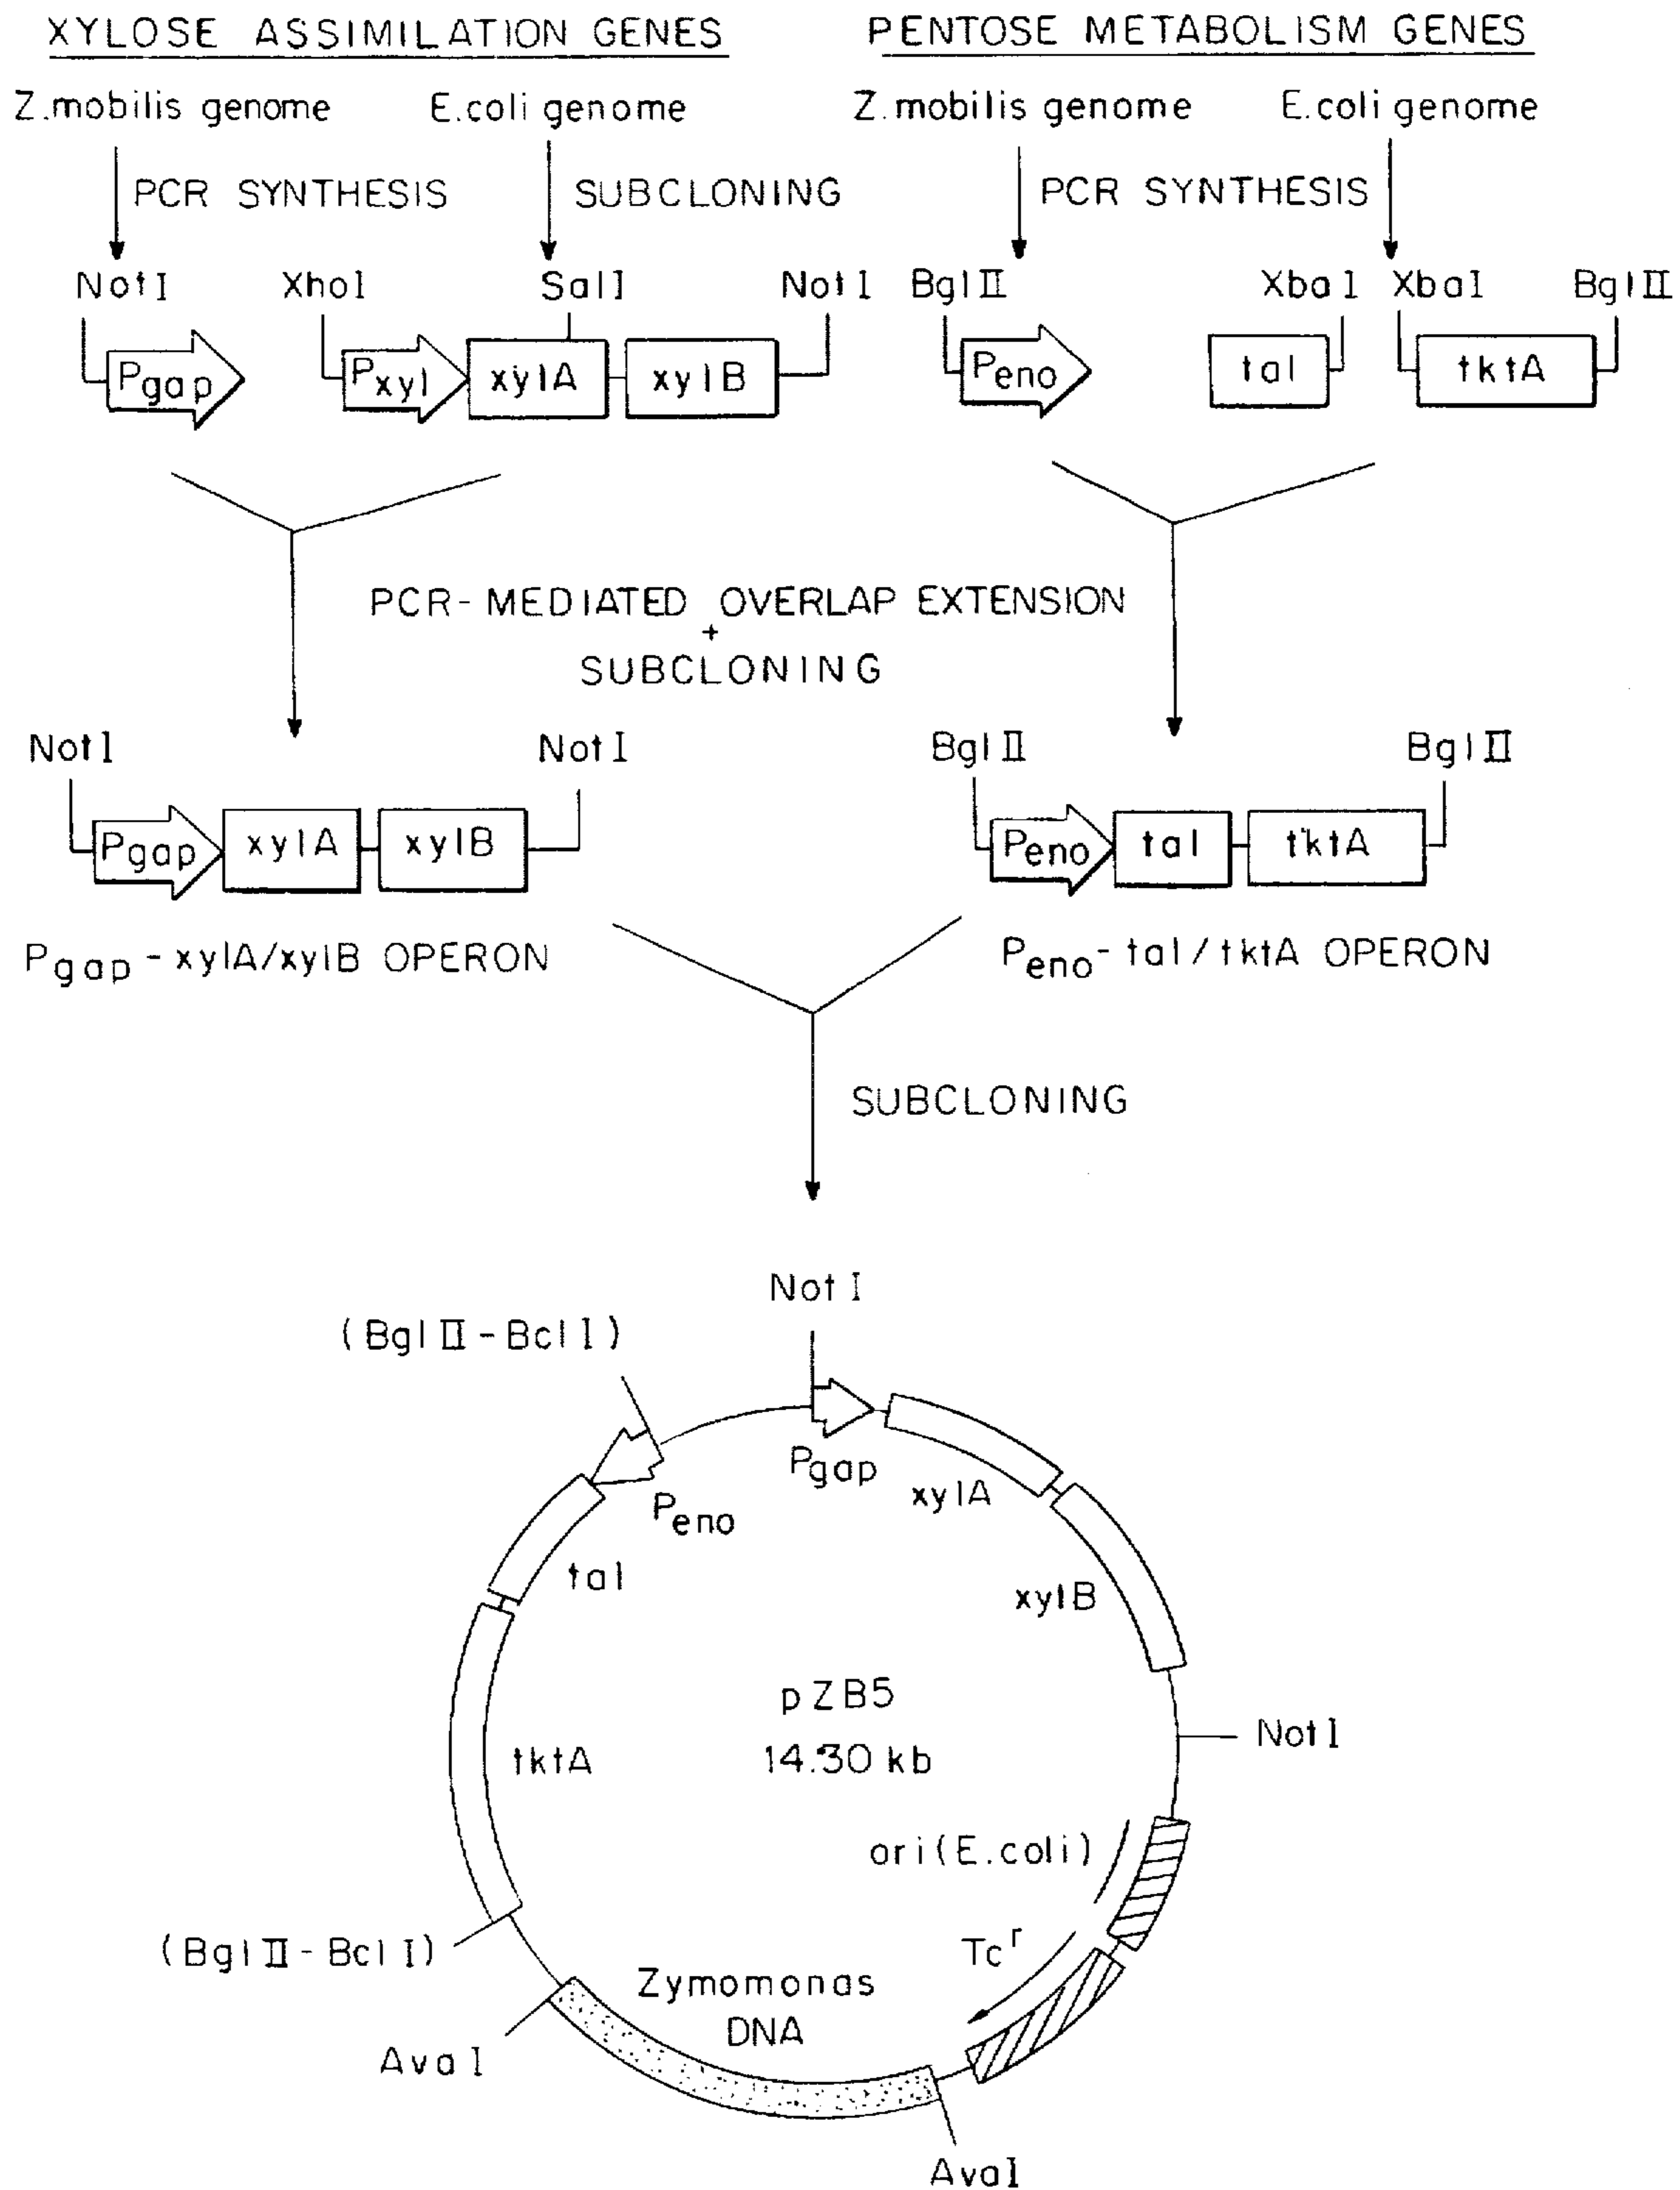 XYLOSE ASSIMILATION GENES
PENTOSE METABOLISM GENES
Z.mobilis genome
E.coli genome
Z.mobilis genome
E.coli genome
PCR SYNTHESIS
SUBCLONING
PCR SYNTHESIS
NotI
XhoI
SalI
NotI
BglII
XbaI
XbaI
BglII
Pgap
Pxyl
xylA
xylB
Peno
tal
tktA
PCR-MEDIATED OVERLAP EXTENSION
+
SUBCLONING
NotI
NotI
BglII
BglII
Pgap
xylA
xylB
Peno
tal
tktA
Pgap - xylA/xylB OPERON
Peno - tal/tktA OPERON
SUBCLONING
NotI
(BglII-BclI)
Pgap
xylA
Peno
tal
xylB
pZB5
14.30 kb
tktA
NotI
ori(E.coli)
Tcr
(BglII-BclI)
Zymomonas
DNA
AvaI
AvaI